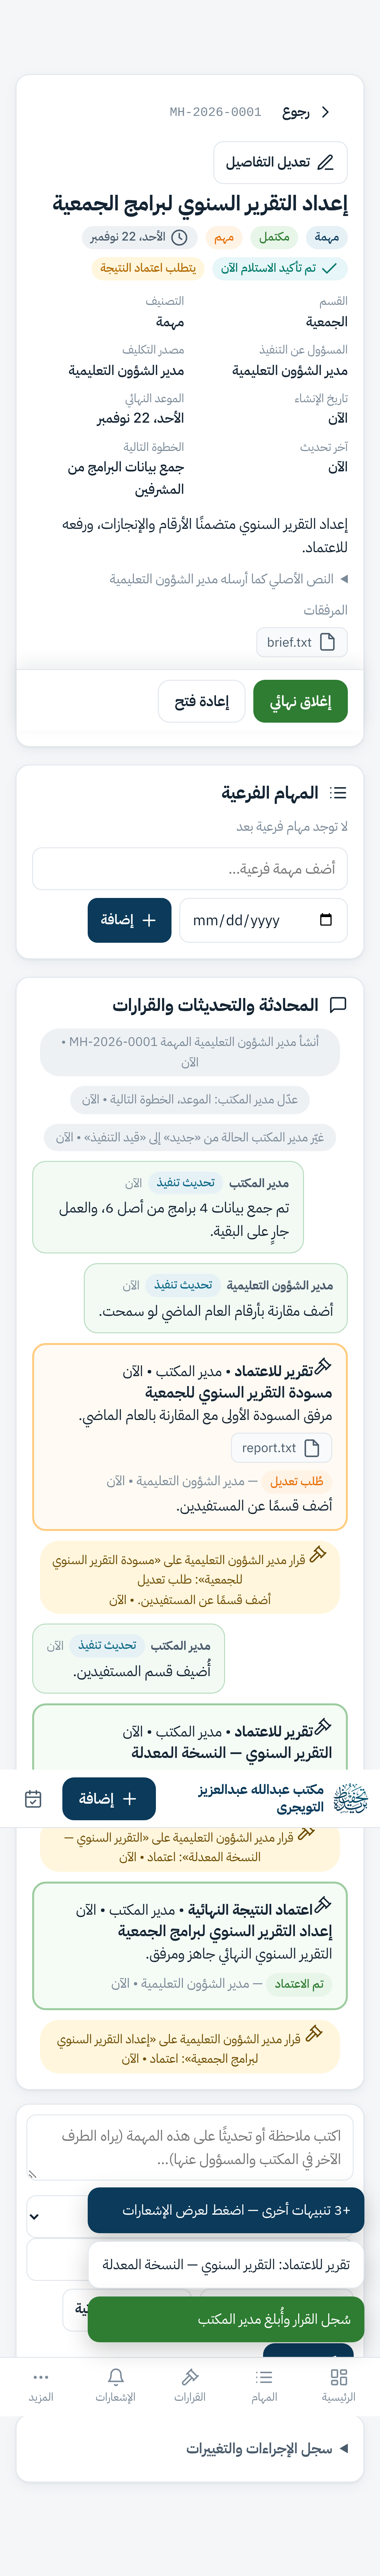 رجوع MH-2026-0001
تعديل التفاصيل
إعداد التقرير السنوي لبرامج الجمعية
مهمة مكتمل مهم الأحد، 22 نوفمبر
تم تأكيد الاستلام الآن يتطلب اعتماد النتيجة
القسم التصنيف
الجمعية مهمة
المسؤول عن التنفيذ مصدر التكليف
مدير الشؤون التعليمية مدير الشؤون التعليمية
تاريخ الإنشاء الموعد النهائي
الآن الأحد، 22 نوفمبر
آخر تحديث الخطوة التالية
الآن جمع بيانات البرامج من
المشرفين
إعداد التقرير السنوي متضمنًا الأرقام والإنجازات، ورفعه
للاعتماد.
النص الأصلي كما أرسله مدير الشؤون التعليمية
المرفقات
brief.txt
إغلاق نهائي إعادة فتح
المهام الفرعية
لا توجد مهام فرعية بعد
أضف مهمة فرعية...
mm/dd/yyyy إضافة
المحادثة والتحديثات والقرارات
أنشأ مدير الشؤون التعليمية المهمة MH-2026-0001 •
الآن
عدّل مدير المكتب: الموعد، الخطوة التالية • الآن
غيّر مدير المكتب الحالة من «جديد» إلى «قيد التنفيذ» • الآن
مدير المكتب تحديث تنفيذ الآن
تم جمع بيانات 4 برامج من أصل 6، والعمل
جارٍ على البقية.
مدير الشؤون التعليمية تحديث تنفيذ الآن
أضف مقارنة بأرقام العام الماضي لو سمحت.
تقرير للاعتماد • مدير المكتب • الآن
مسودة التقرير السنوي للجمعية
مرفق المسودة الأولى مع المقارنة بالعام الماضي.
report.txt
طُلب تعديل — مدير الشؤون التعليمية • الآن
أضف قسمًا عن المستفيدين.
قرار مدير الشؤون التعليمية على «مسودة التقرير السنوي
للجمعية»: طلب تعديل
أضف قسمًا عن المستفيدين. • الآن
مدير المكتب تحديث تنفيذ الآن
أُضيف قسم المستفيدين.
تقرير للاعتماد • مدير المكتب • الآن
التقرير السنوي — النسخة المعدلة
مكتب عبدالله عبدالعزيز
التويجري
إضافة
قرار مدير الشؤون التعليمية على «التقرير السنوي —
النسخة المعدلة»: اعتماد • الآن
اعتماد النتيجة النهائية • مدير المكتب • الآن
إعداد التقرير السنوي لبرامج الجمعية
التقرير السنوي النهائي جاهز ومرفق.
تم الاعتماد — مدير الشؤون التعليمية • الآن
قرار مدير الشؤون التعليمية على «إعداد التقرير السنوي
لبرامج الجمعية»: اعتماد • الآن
اكتب ملاحظة أو تحديثًا على هذه المهمة (يراه الطرف
الآخر في المكتب والمسؤول عنها)...
+3 تنبيهات أخرى — اضغط لعرض الإشعارات
تقرير للاعتماد: التقرير السنوي — النسخة المعدلة
سُجل القرار وأُبلغ مدير المكتب
الرئيسية المهام القرارات الإشعارات المزيد
سجل الإجراءات والتغييرات